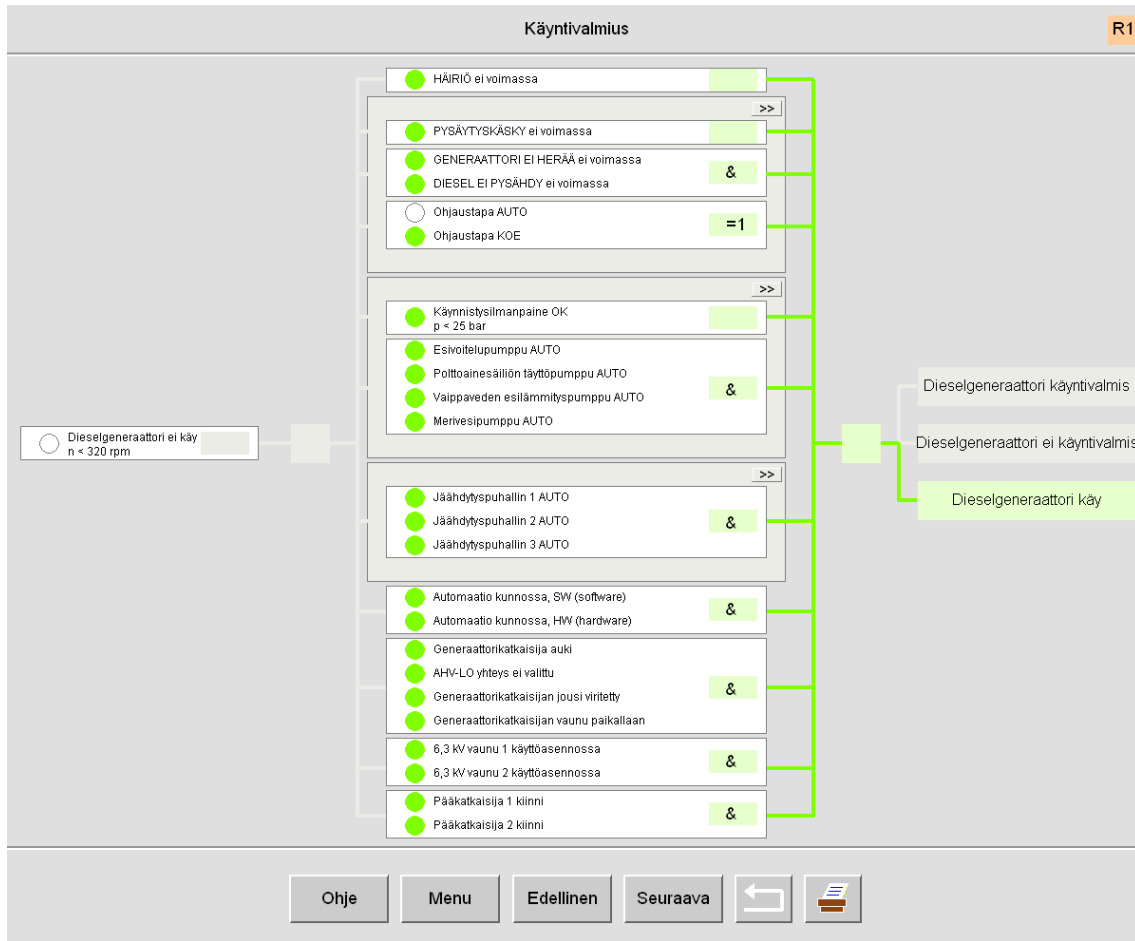 Käyntivalmius
R1
HÄIRIÖ ei voimassa
>>
PYSÄYTYSKÄSKY ei voimassa
GENERAATTORI EI HERÄÄ ei voimassa
&
DIESEL EI PYSÄHDY ei voimassa
Ohjaustapa AUTO
=1
Ohjaustapa KOE
>>
Käynnistysilmanpaine OK
p < 25 bar
Esivoitelupumppu AUTO
Polttoainesäiliön täyttöpumppu AUTO
&
Vaippaveden esilämmityspumppu AUTO
Merivesipumppu AUTO
Dieselgeneraattori ei käy
n < 320 rpm
Dieselgeneraattori käyntivalmis
Dieselgeneraattori ei käyntivalmis
Dieselgeneraattori käy
>>
Jäähdytyspuhallin 1 AUTO
Jäähdytyspuhallin 2 AUTO
&
Jäähdytyspuhallin 3 AUTO
Automaatio kunnossa, SW (software)
&
Automaatio kunnossa, HW (hardware)
Generaattorikatkaisija auki
AHV-LO yhteys ei valittu
&
Generaattorikatkaisijan jousi viritetty
Generaattorikatkaisijan vaunu paikallaan
6,3 kV vaunu 1 käyttöasennossa
&
6,3 kV vaunu 2 käyttöasennossa
Pääkatkaisija 1 kiinni
&
Pääkatkaisija 2 kiinni
Ohje
Menu
Edellinen
Seuraava